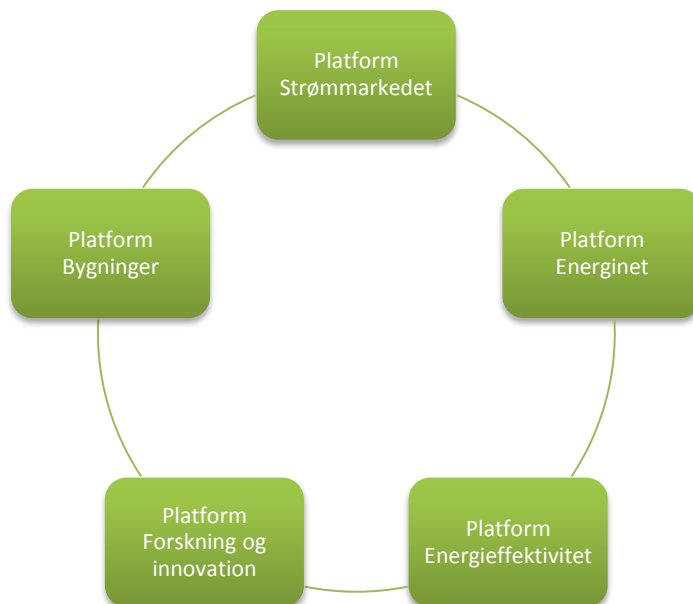 Platform
Strømmarkedet
Platform
Energinet
Platform
Energieffektivitet
Platform
Forskning og
innovation
Platform
Bygninger